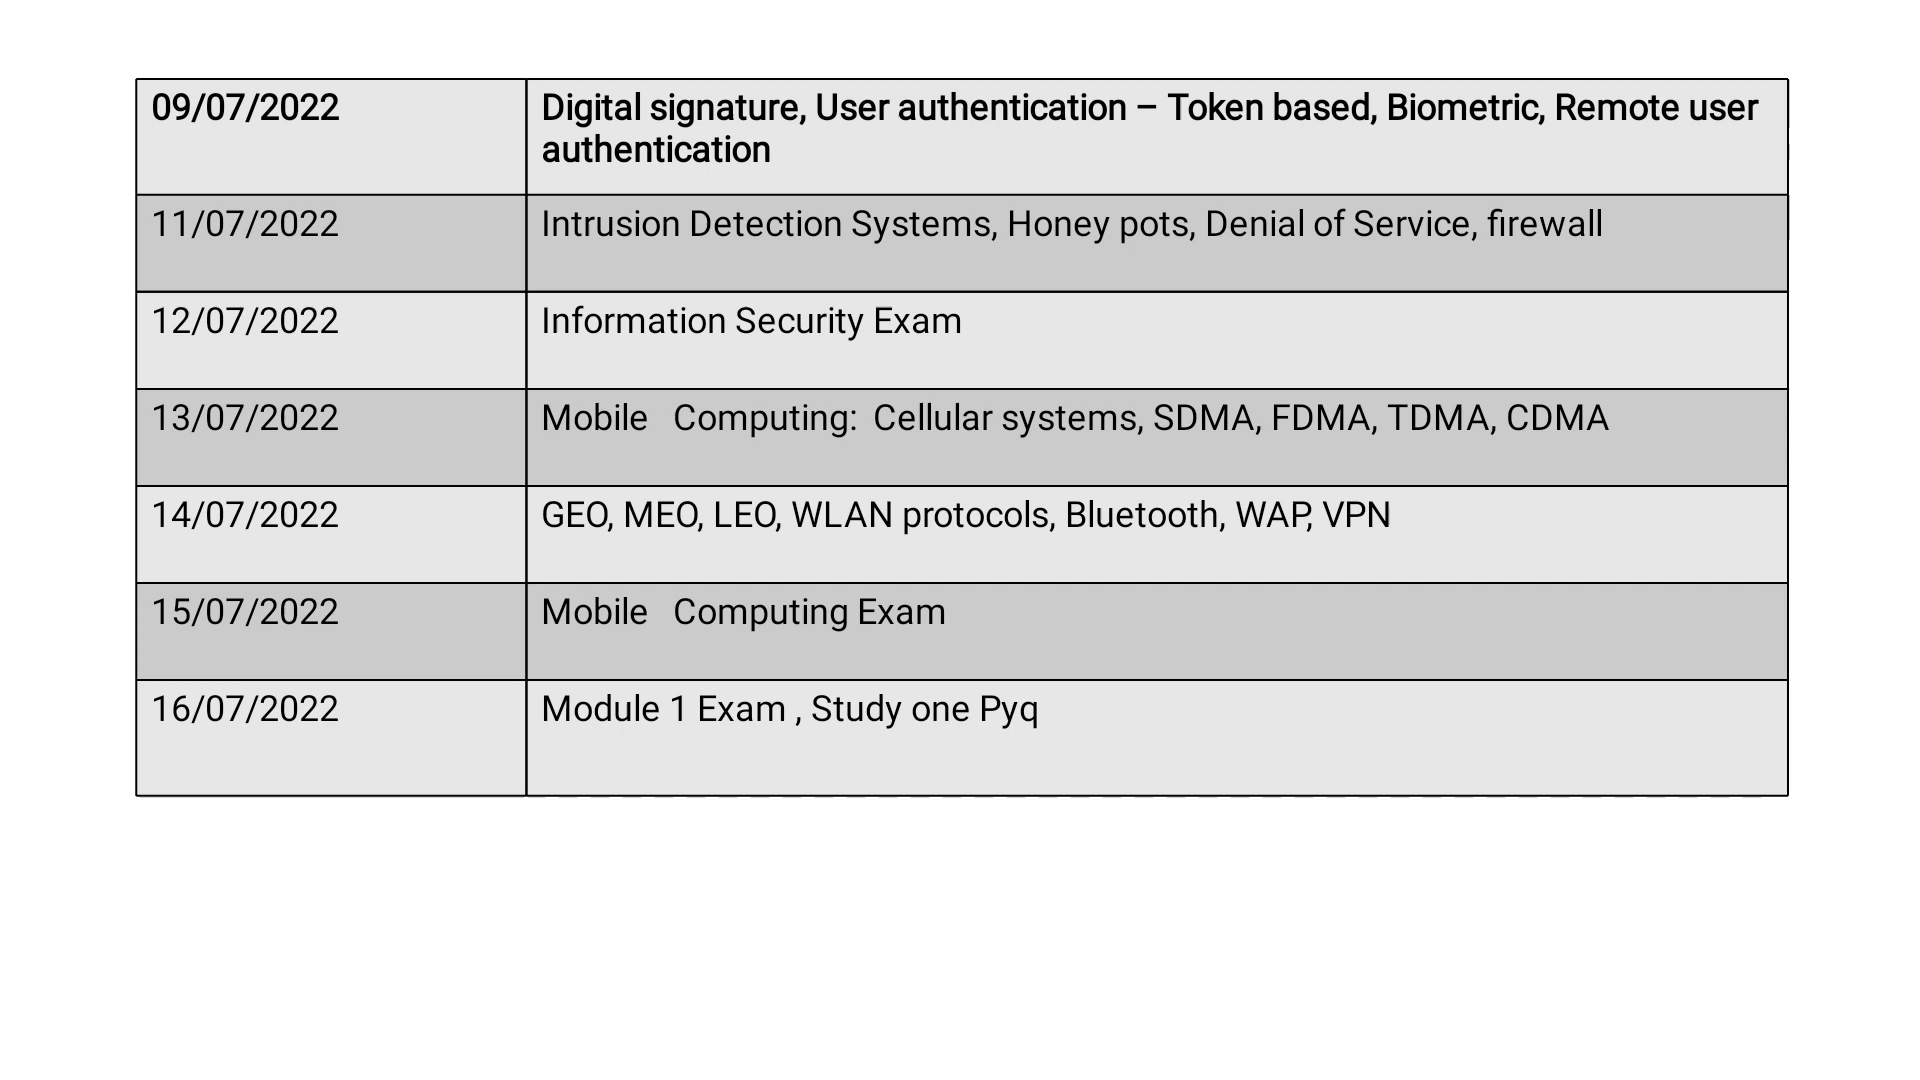 09/07/2022
Digital signature, User authentication – Token based, Biometric, Remote user
authentication
11/07/2022
Intrusion Detection Systems, Honey pots, Denial of Service, firewall
12/07/2022
Information Security Exam
13/07/2022
Mobile   Computing:  Cellular systems, SDMA, FDMA, TDMA, CDMA
14/07/2022
GEO, MEO, LEO, WLAN protocols, Bluetooth, WAP, VPN
15/07/2022
Mobile   Computing Exam
16/07/2022
Module 1 Exam , Study one Pyq